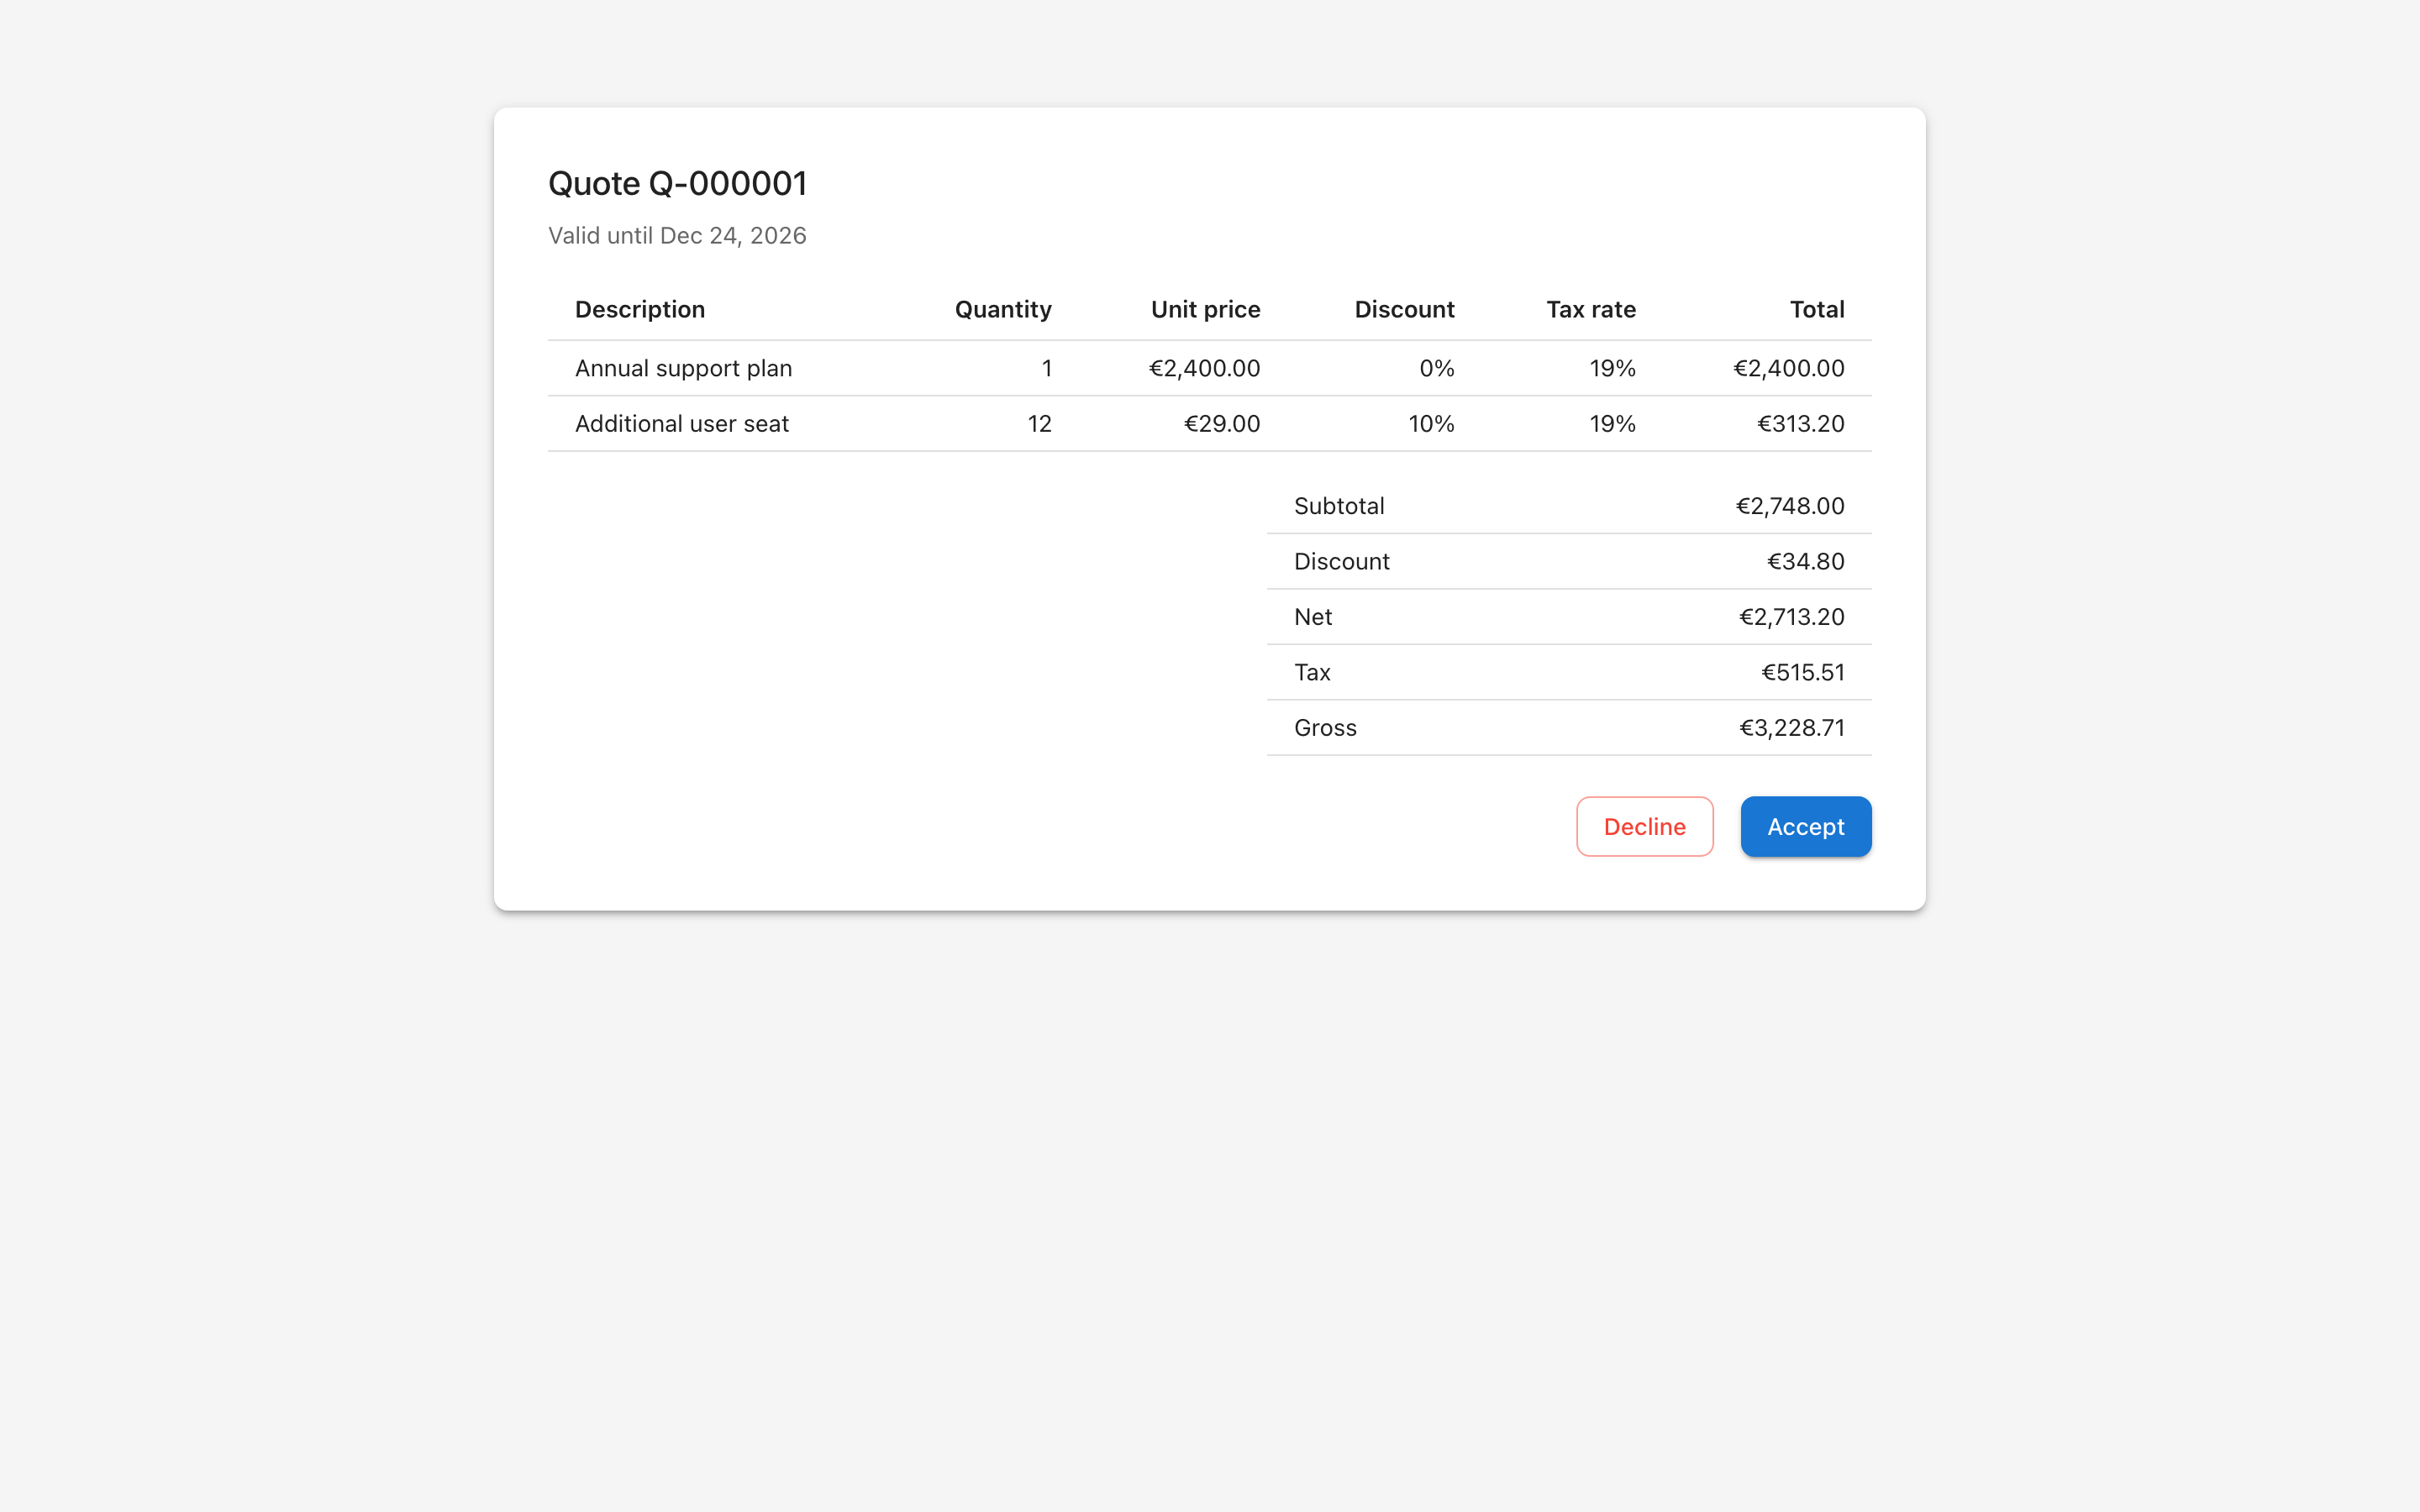 Quote Q-000001
Valid until Dec 24, 2026
Description Quantity Unit price Discount Tax rate Total
Annual support plan 1 €2,400.00 0% 19% €2,400.00
Additional user seat 12 €29.00 10% 19% €313.20
Subtotal €2,748.00
Discount €34.80
Net €2,713.20
Tax €515.51
Gross €3,228.71
Decline Accept